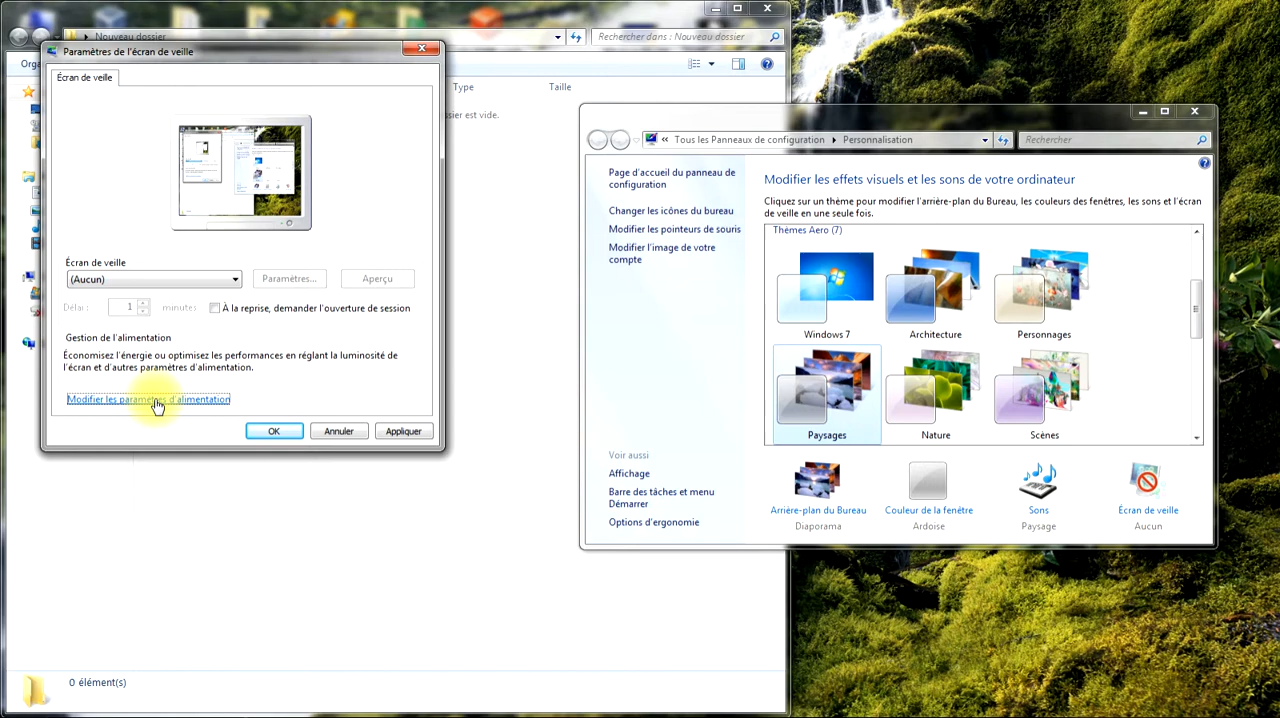 Nouveau dossier
Rechercher dans : Nouveau dossier
Paramètres de l'écran de veille
Orga
Écran de veille
Type
Taille
ssier est vide.
Écran de veille
(Aucun)
Paramètres...
Aperçu
Délai :
1
minutes
À la reprise, demander l'ouverture de session
Gestion de l'alimentation
Économisez l'énergie ou optimisez les performances en réglant la luminosité de
l'écran et d'autres paramètres d'alimentation.
Modifier les paramètres d'alimentation
OK
Annuler
Appliquer
0 élément(s)
« Tous les Panneaux de configuration
Personnalisation
Rechercher
Page d'accueil du panneau de
configuration
Changer les icônes du bureau
Modifier les pointeurs de souris
Modifier l'image de votre
compte
Voir aussi
Affichage
Barre des tâches et menu
Démarrer
Options d'ergonomie
Modifier les effets visuels et les sons de votre ordinateur
Cliquez sur un thème pour modifier l'arrière-plan du Bureau, les couleurs des fenêtres, les sons et l'écran
de veille en une seule fois.
Thèmes Aero (7)
Windows 7
Architecture
Personnages
Paysages
Nature
Scènes
Arrière-plan du Bureau
Diaporama
Couleur de la fenêtre
Ardoise
Sons
Paysage
Écran de veille
Aucun